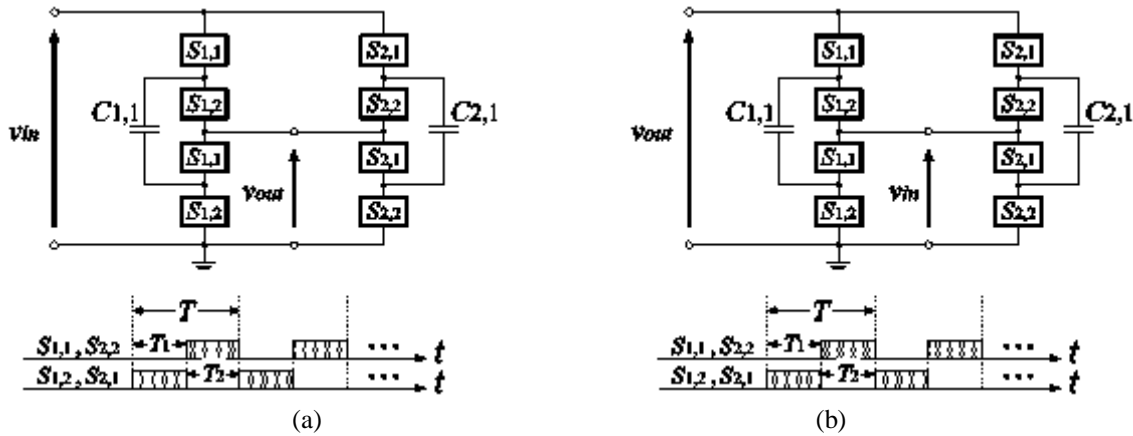 S1,1 S2,1 S1,1 S2,1
C1,1 S1,2 S2,2 C2,1 C1,1 S1,2 S2,2 C2,1
vin vout
S1,1 S2,1 S1,1 S2,1
vout vin
S1,2 S2,2 S1,2 S2,2
T T
S1,1 , S2,2 T1 ••• t S1,1 , S2,2 T1 ••• t
S1,2 , S2,1 T2 ••• t S1,2 , S2,1 T2 ••• t
(a) (b)